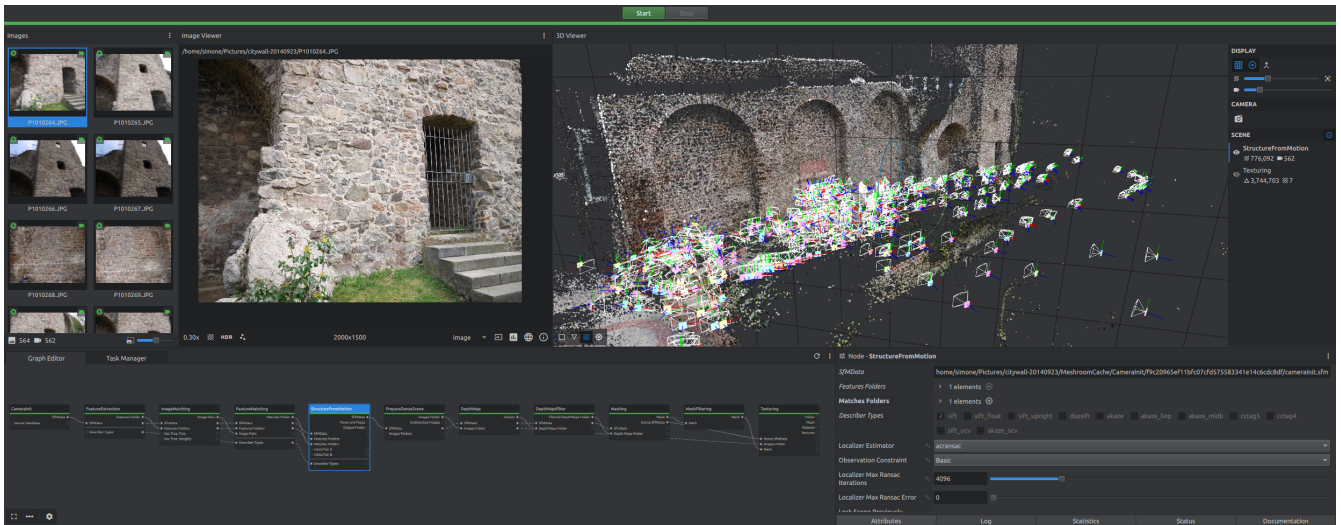 Start
Stop
Images
P1010264.JPG
P1010265.JPG
P1010266.JPG
P1010267.JPG
P1010268.JPG
P1010269.JPG
564 562
Image Viewer
/home/simone/Pictures/citywall-20140923/P1010264.JPG
0.30x HDR 2000x1500 image
3D Viewer
DISPLAY
CAMERA
SCENE
StructureFromMotion
776,092 562
Texturing
3,744,703 7
Graph Editor
Task Manager
CameraInit
FeatureExtraction
ImageMatching
FeatureMatching
StructureFromMotion
PrepareDenseScene
DepthMap
DepthMapFilter
Meshing
MeshFiltering
Texturing
Node - StructureFromMotion
SfMData
home/simone/Pictures/citywall-20140923/MeshroomCache/CameraInit/f9c20965ef11bfc07cfd575583341e14c6cdc8df/cameraInit.sfm
Features Folders 1 elements
Matches Folders 1 elements
Describer Types sift sift_float sift_upright dspsift akaze akaze_liop akaze_mldb cctag3 cctag4
sift_ocv akaze_ocv
Localizer Estimator acransac
Observation Constraint Basic
Localizer Max Ransac
Iterations
4096
Localizer Max Ransac Error 0
Lock Scene Previously
Attributes
Log
Statistics
Status
Documentation